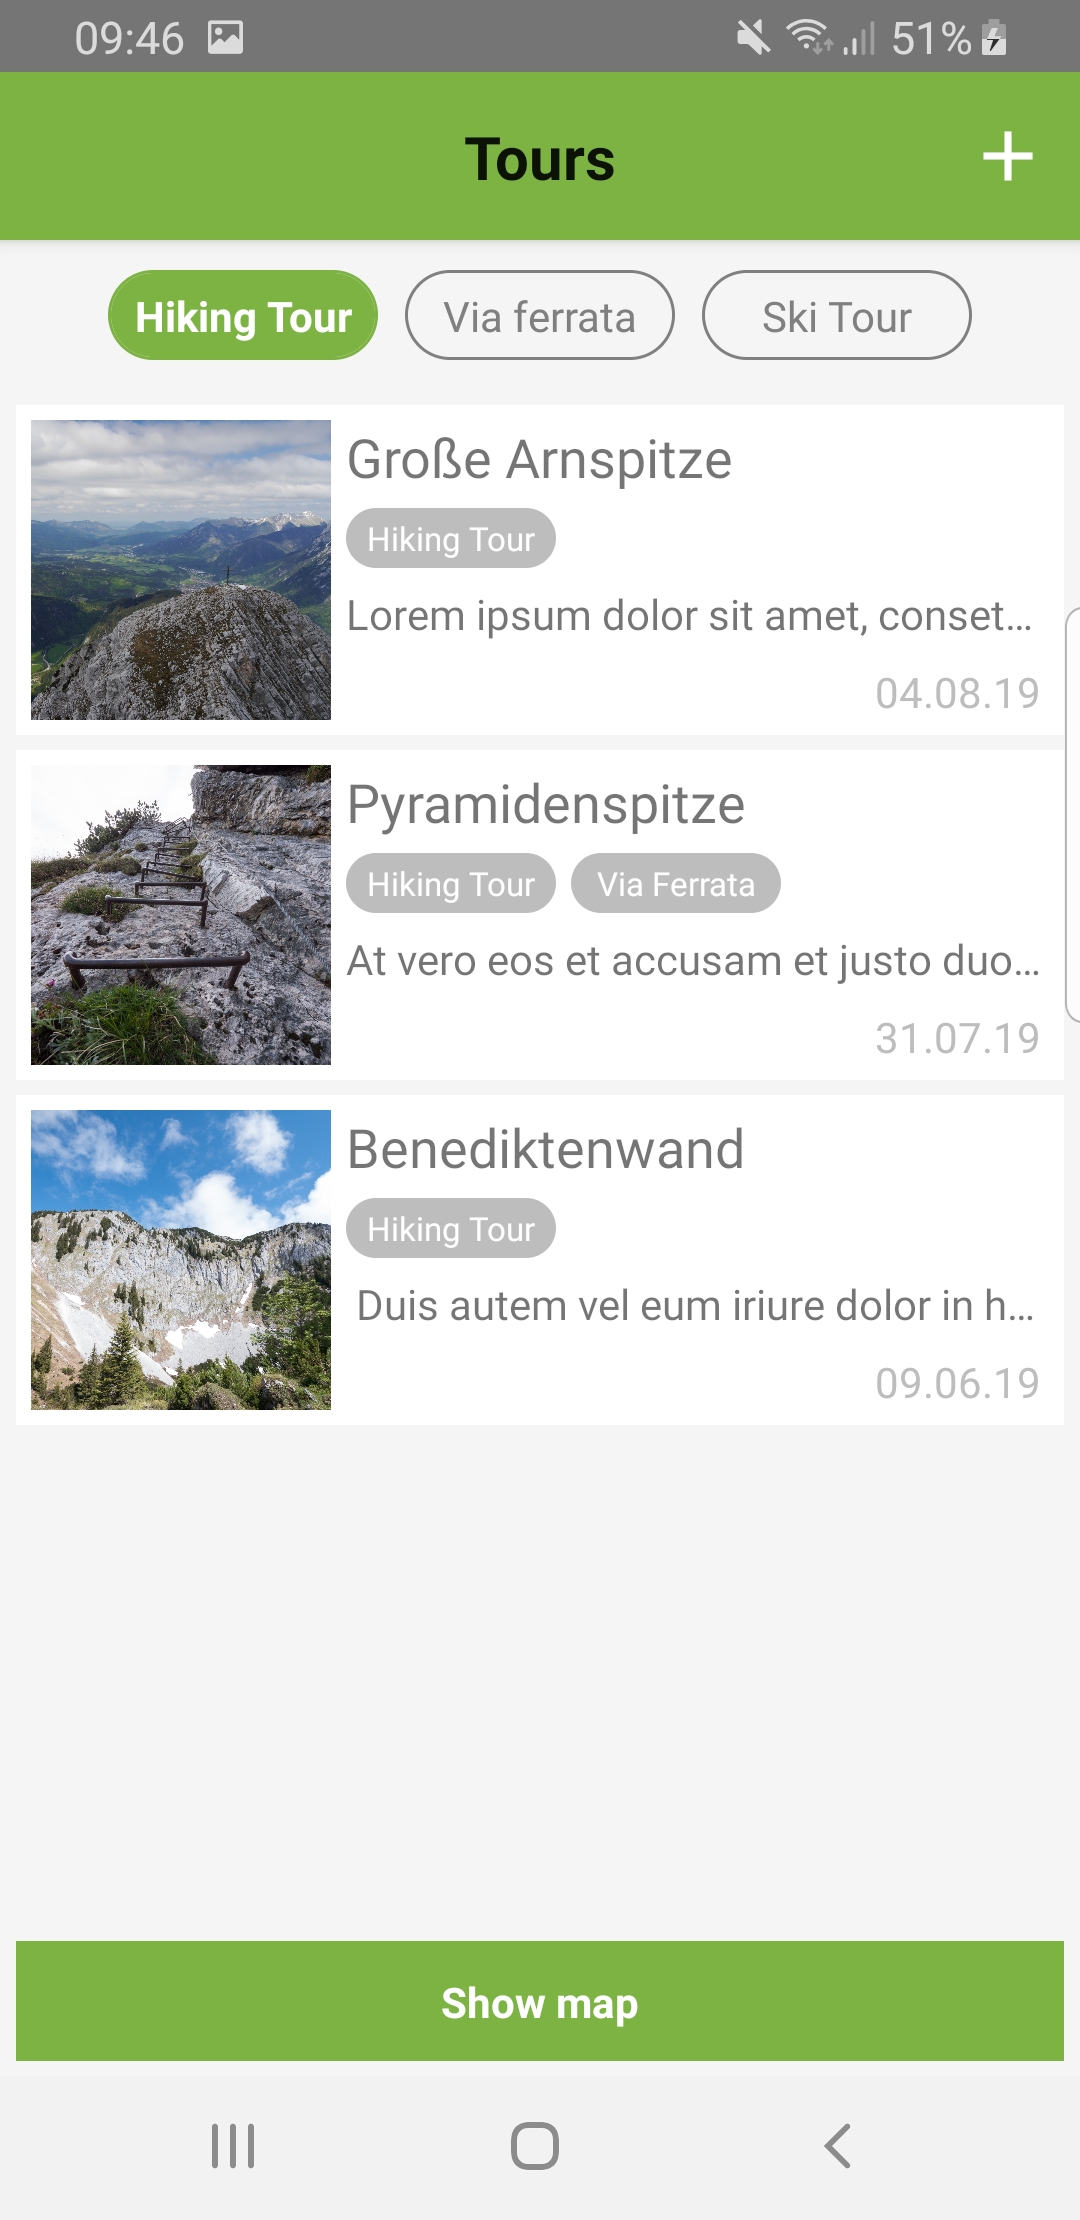 09:46 51%
Tours
Hiking Tour Via ferrata Ski Tour
Große Arnspitze
Hiking Tour
Lorem ipsum dolor sit amet, conset...
04.08.19
Pyramidenspitze
Hiking Tour Via Ferrata
At vero eos et accusam et justo duo...
31.07.19
Benediktenwand
Hiking Tour
Duis autem vel eum iriure dolor in h...
09.06.19
Show map